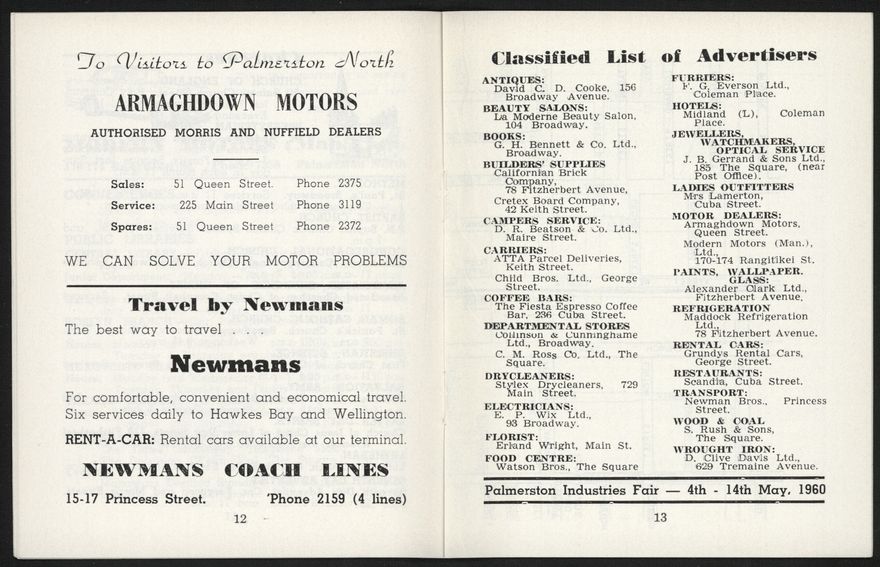 To Visitors to Palmerston North
ARMAGHDOWN MOTORS
AUTHORISED MORRIS AND NUFFIELD DEALERS
Sales: 51 Queen Street. Phone 2375
Service: 225 Main Street Phone 3119
Spares: 51 Queen Street Phone 2372
WE CAN SOLVE YOUR MOTOR PROBLEMS
Travel by Newmans
The best way to travel . . . .
Newmans
For comfortable, convenient and economical travel.
Six services daily to Hawkes Bay and Wellington.
RENT-A-CAR: Rental cars available at our terminal.
NEWMANS COACH LINES
15-17 Princess Street. 'Phone 2159 (4 lines)
12
Classified List of Advertisers
ANTIQUES:
David C. D. Cooke, 156
Broadway Avenue.
BEAUTY SALONS:
La Moderne Beauty Salon,
104 Broadway.
BOOKS:
G. H. Bennett & Co. Ltd.,
Broadway.
BUILDERS' SUPPLIES
Californian Brick
Company,
78 Fitzherbert Avenue,
Cretex Board Company,
42 Keith Street.
CAMPERS SERVICE:
D. R. Beatson & Co. Ltd.,
Maire Street.
CARRIERS:
ATTA Parcel Deliveries,
Keith Street.
Child Bros. Ltd., George
Street.
COFFEE BARS:
The Fiesta Espresso Coffee
Bar, 236 Cuba Street.
DEPARTMENTAL STORES
Collinson & Cunninghame
Ltd., Broadway.
C. M. Ross Co. Ltd., The
Square.
DRYCLEANERS:
Stylex Drycleaners, 729
Main Street.
ELECTRICIANS:
E. P. Wix Ltd.,
93 Broadway.
FLORIST:
Erland Wright, Main St.
FOOD CENTRE:
Watson Bros., The Square
FURRIERS:
F. G. Everson Ltd.,
Coleman Place.
HOTELS:
Midland (L), Coleman
Place.
JEWELLERS,
WATCHMAKERS,
OPTICAL SERVICE
J. B. Gerrand & Sons Ltd.,
185 The Square, (near
Post Office).
LADIES OUTFITTERS
Mrs Lamerton,
Cuba Street.
MOTOR DEALERS:
Armaghdown Motors,
Queen Street.
Modern Motors (Man.),
Ltd.,
170-174 Rangitikei St.
PAINTS, WALLPAPER.
GLASS:
Alexander Clark Ltd.,
Fitzherbert Avenue.
REFRIGERATION
Maddock Refrigeration
Ltd.,
78 Fitzherbert Avenue.
RENTAL CARS:
Grundys Rental Cars,
George Street.
RESTAURANTS:
Scandia, Cuba Street.
TRANSPORT:
Newman Bros., Princess
Street.
WOOD & COAL
S. Rush & Sons,
The Square.
WROUGHT IRON:
D. Clive Davis Ltd.,
629 Tremaine Avenue.
Palmerston Industries Fair — 4th - 14th May, 1960
13